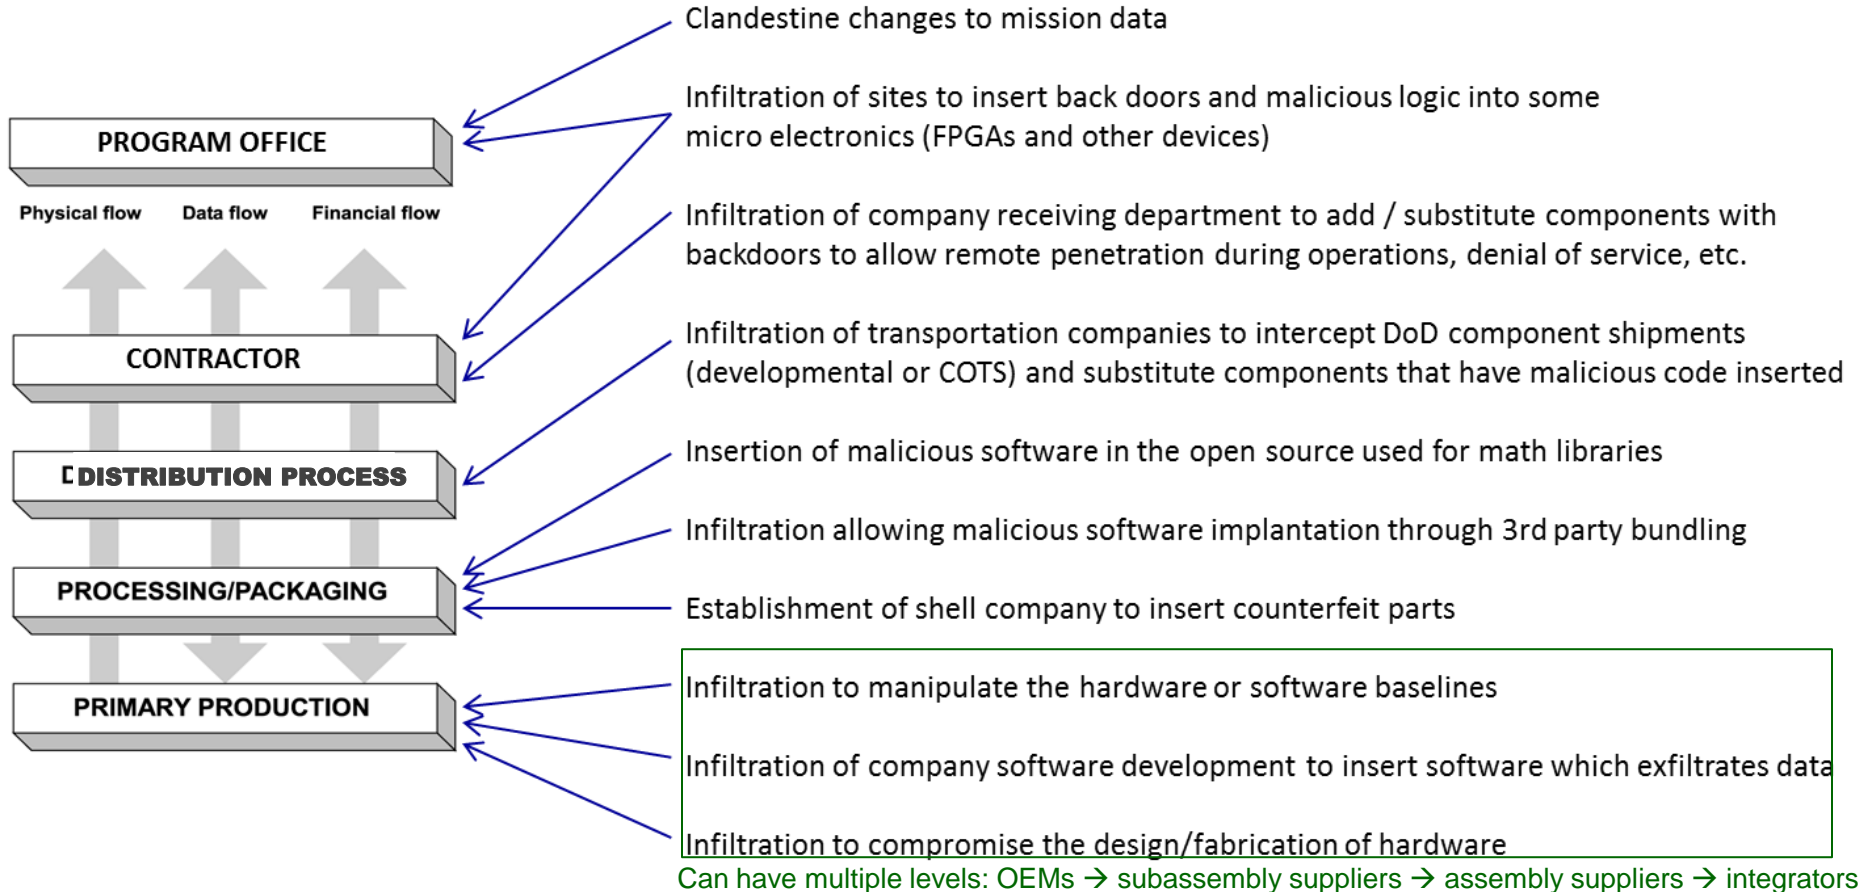 Clandestine changes to mission data
Infiltration of sites to insert back doors and malicious logic into some
micro electronics (FPGAs and other devices)
PROGRAM OFFICE
Physical flow Data flow Financial flow
Infiltration of company receiving department to add / substitute components with
backdoors to allow remote penetration during operations, denial of service, etc.
CONTRACTOR
Infiltration of transportation companies to intercept DoD component shipments
(developmental or COTS) and substitute components that have malicious code inserted
D DISTRIBUTION PROCESS
Insertion of malicious software in the open source used for math libraries
Infiltration allowing malicious software implantation through 3rd party bundling
PROCESSING/PACKAGING
Establishment of shell company to insert counterfeit parts
PRIMARY PRODUCTION
Infiltration to manipulate the hardware or software baselines
Infiltration of company software development to insert software which exfiltrates data
Infiltration to compromise the design/fabrication of hardware
Can have multiple levels: OEMs → subassembly suppliers → assembly suppliers → integrators